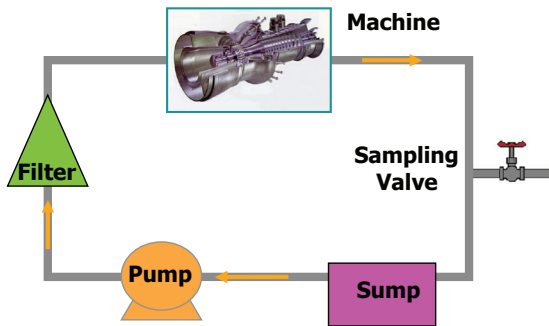 Machine
Filter
Sampling
Valve
Pump
Sump